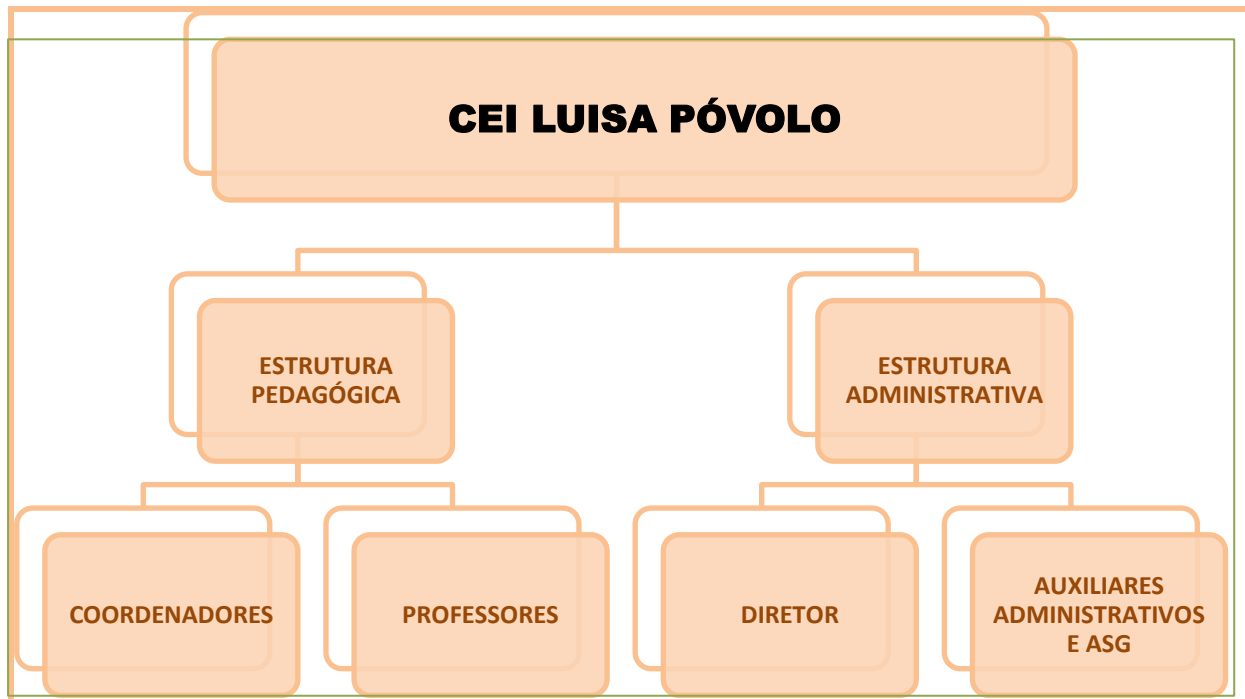 CEI LUISA PÓVOLO
ESTRUTURA
PEDAGÓGICA
ESTRUTURA
ADMINISTRATIVA
COORDENADORES
PROFESSORES
DIRETOR
AUXILIARES
ADMINISTRATIVOS
E ASG